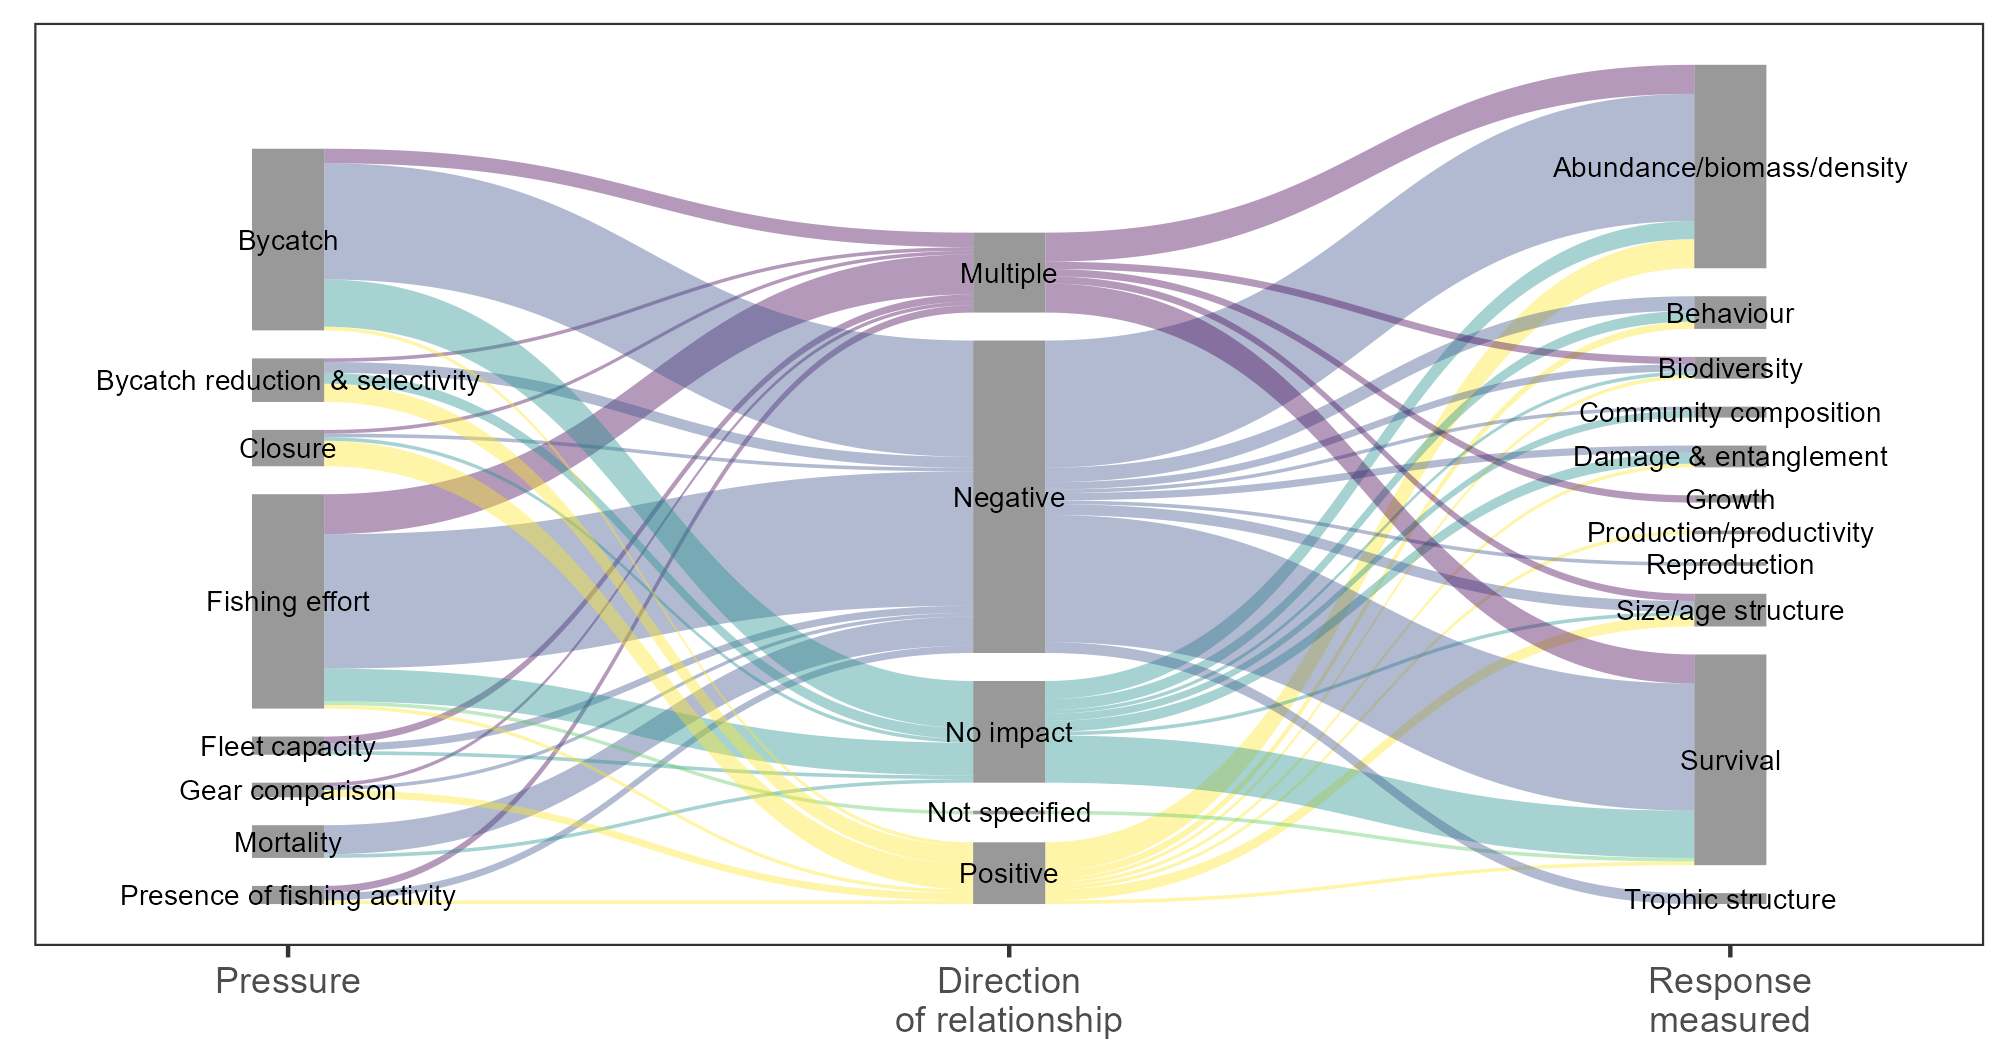 Bycatch
Bycatch reduction & selectivity
Closure
Fishing effort
Fleet capacity
Gear comparison
Mortality
Presence of fishing activity
Multiple
Negative
No impact
Not specified
Positive
Abundance/biomass/density
Behaviour
Biodiversity
Community composition
Damage & entanglement
Growth
Production/productivity
Reproduction
Size/age structure
Survival
Trophic structure
Pressure
Direction
of relationship
Response
measured